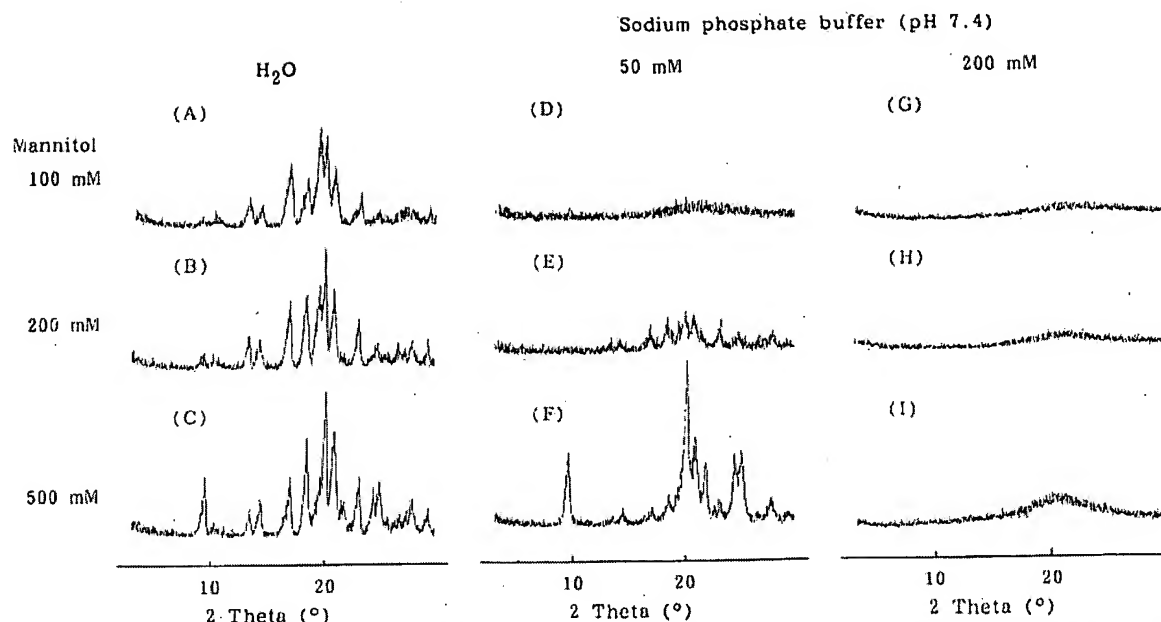 Sodium phosphate buffer (pH 7.4)
H₂O
50 mM
200 mM
Mannitol
100 mM
(A)
(D)
(G)
200 mM
(B)
(E)
(H)
500 mM
(C)
(F)
(I)
10 20
10 20
10 20
2 Theta (°)
2 Theta (°)
2 Theta (°)